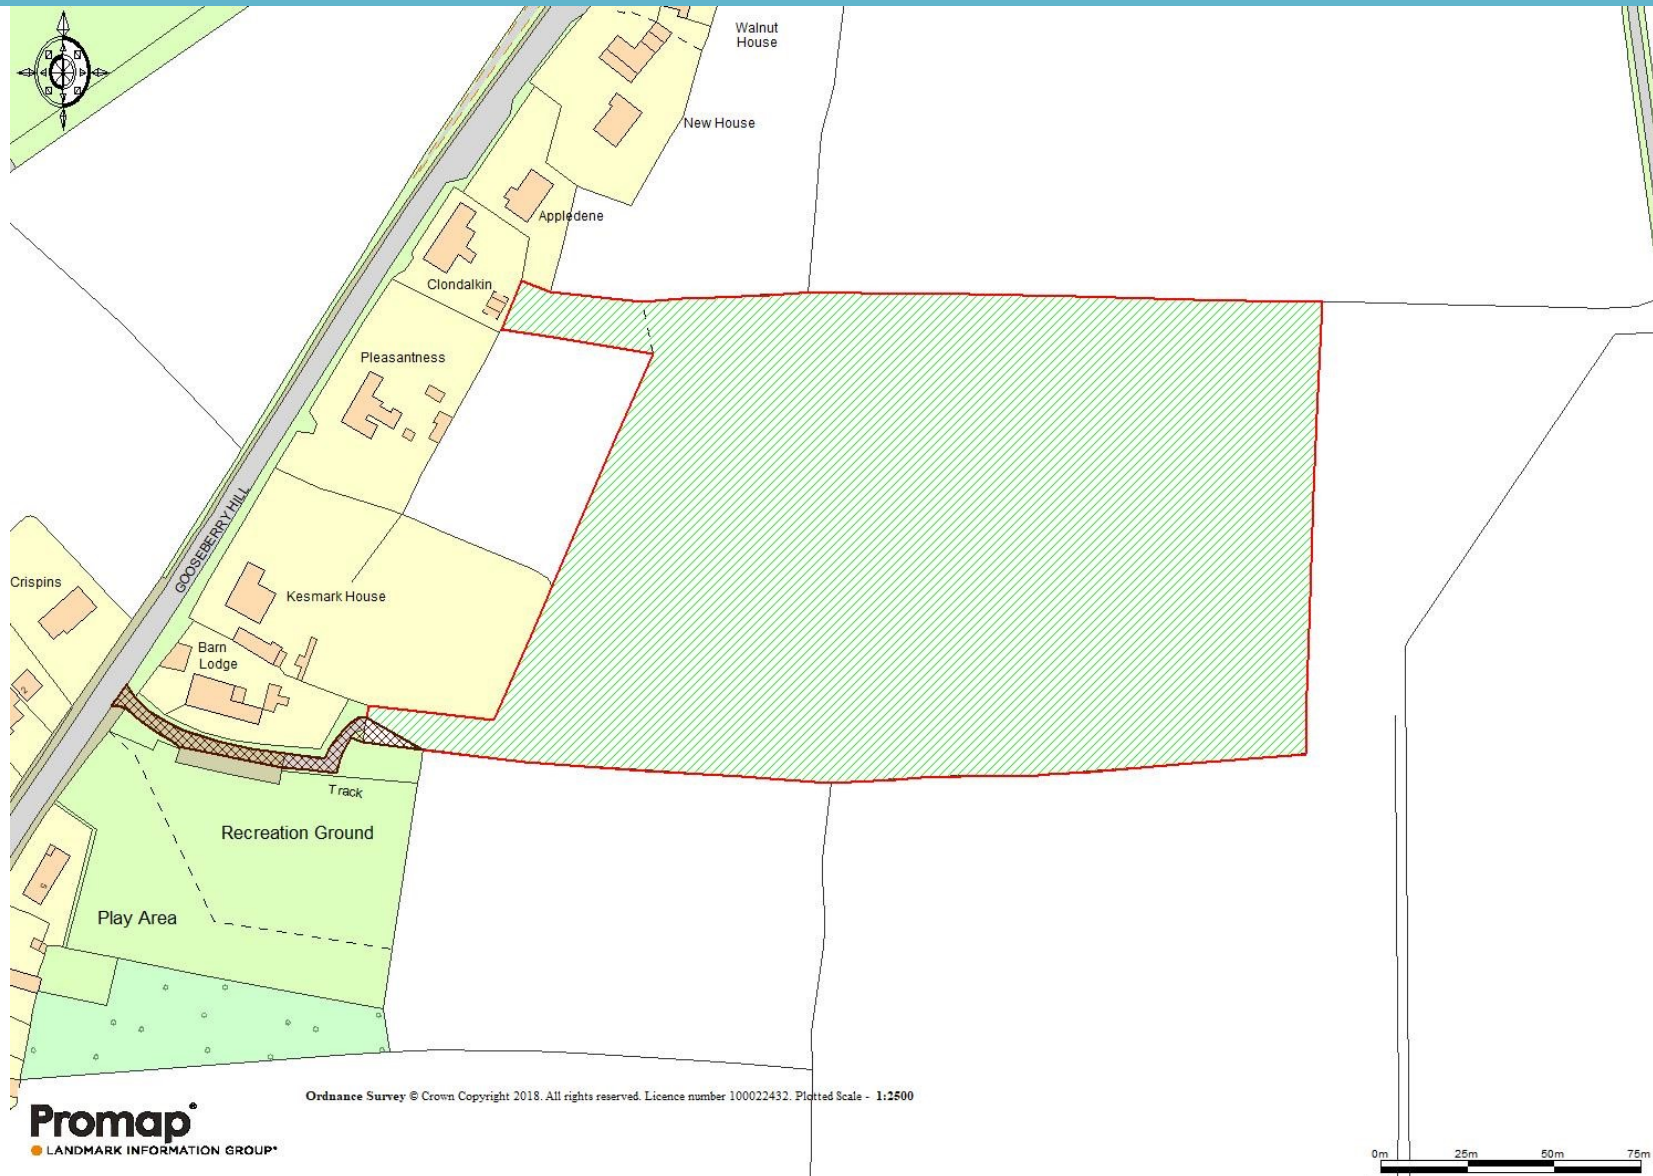 Walnut
House
New House
Appledene
Clondalkin
Pleasantness
GOOSEBERRY HILL
Crispins
Kesmark House
Barn
Lodge
2
Track
Recreation Ground
5
Play Area
Ordnance Survey © Crown Copyright 2018. All rights reserved. Licence number 100022432. Plotted Scale - 1:2500
Promap®
LANDMARK INFORMATION GROUP®
0m 25m 50m 75m